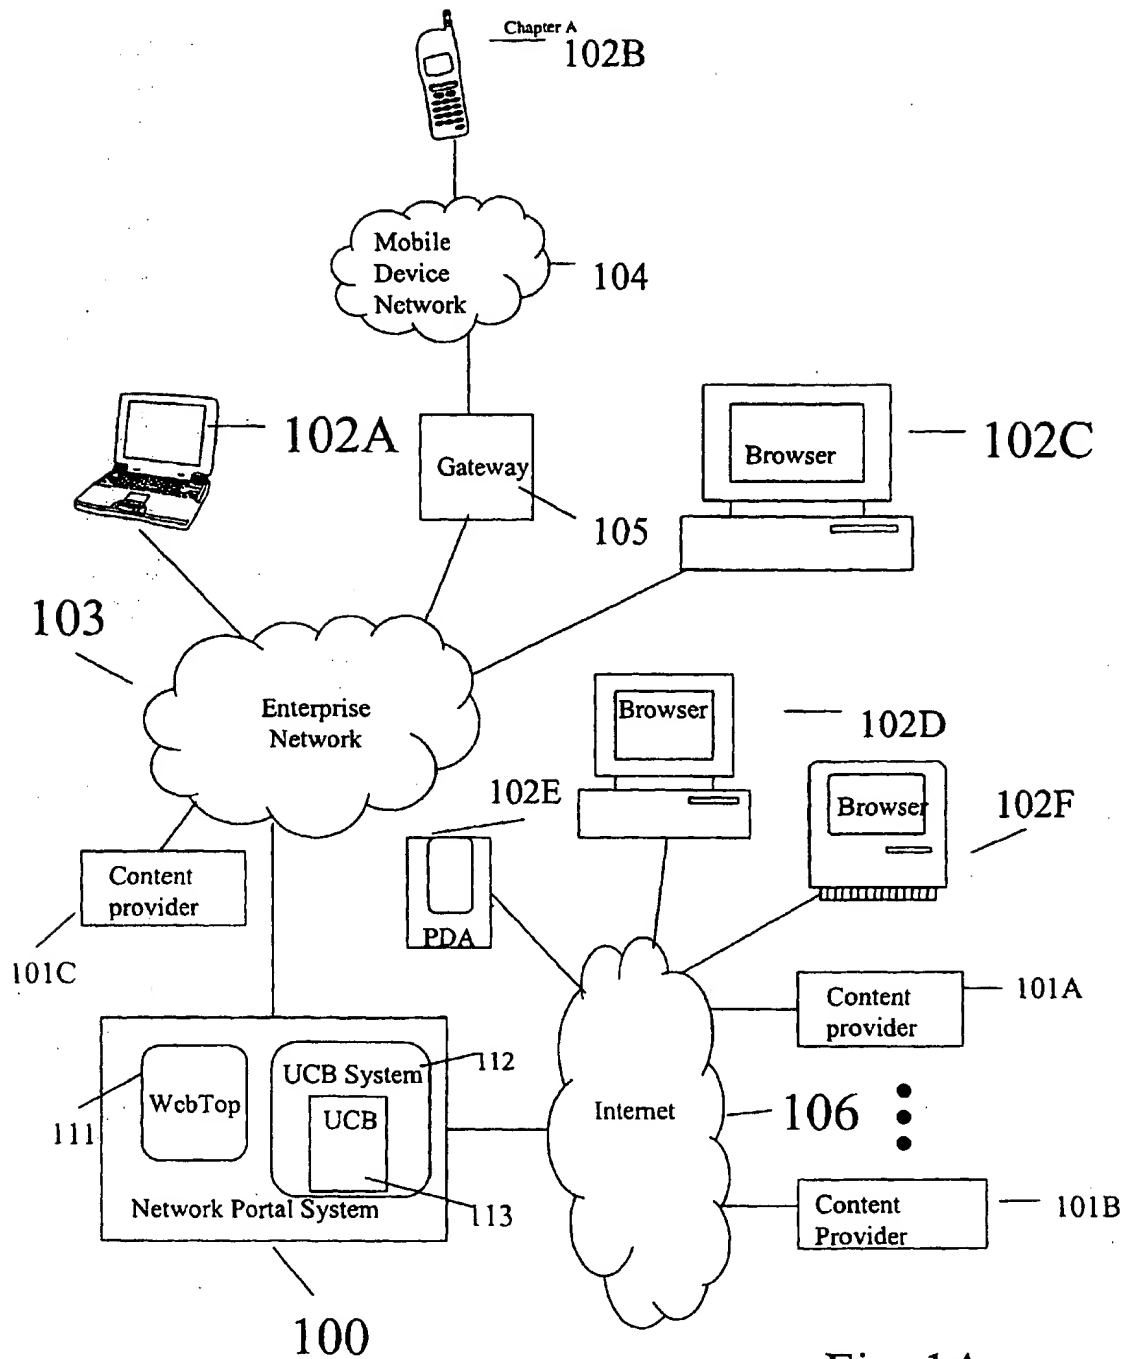 Chapter A
102B
Mobile
Device
Network
104
102A
Gateway
105
Browser
102C
103
Enterprise
Network
Browser
102D
102E
Browser
102F
Content
provider
101C
PDA
Content
provider
101A
WebTop
111
UCB System
112
UCB
113
Network Portal System
Internet
106
Content
Provider
101B
100